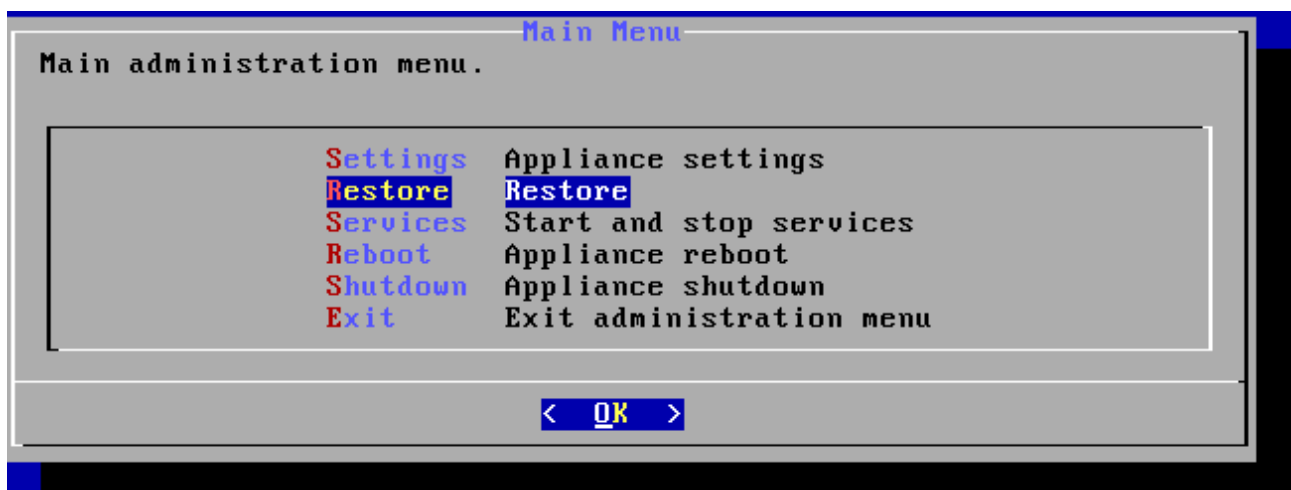 Main Menu
Main administration menu.
Settings Appliance settings
Restore Restore
Services Start and stop services
Reboot Appliance reboot
Shutdown Appliance shutdown
Exit Exit administration menu
< OK >